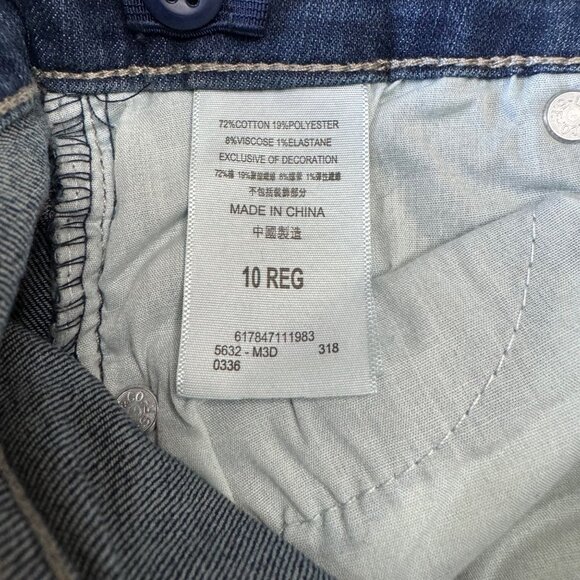 72%COTTON 19%POLYESTER
8%VISCOSE 1%ELASTANE
EXCLUSIVE OF DECORATION
72%棉 19%聚酯纖維 8%粘膠 1%彈性纖維
不包括裝飾部分
MADE IN CHINA
中國製造
10 REG
617847111983
5632 - M3D 318
0336